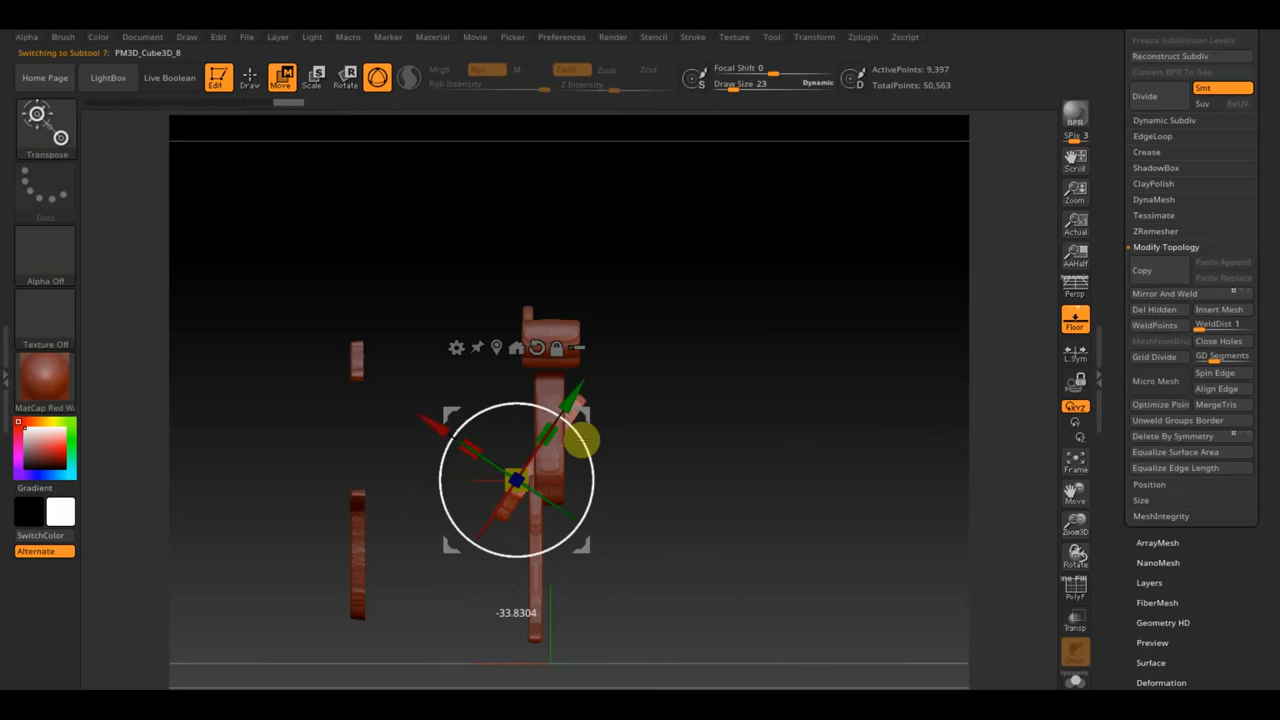 Alpha Brush Color Document Draw Edit File Layer Light Macro Marker Material Movie Picker Preferences Render Stencil Stroke Texture Tool Transform Zplugin Zscript
Switching to Subtool 7: PM3D_Cube3D_8
Home Page LightBox Live Boolean Edit Draw Move Scale Rotate
Mrgb Rgb M Zadd Zsub Zcut
Rgb Intensity Z Intensity
Focal Shift 0
Draw Size 23 Dynamic
ActivePoints: 9,397
TotalPoints: 50,563
Transpose
Dots
Alpha Off
Texture Off
MatCap Red Wa
Gradient
SwitchColor
Alternate
-33.8304
BPR
SPix 3
Scroll
Zoom
Actual
AAHalf
Dynamic
Persp
Floor
L.Sym
XYZ
Frame
Move
Zoom3D
Rotate
PolyF
Transp
Freeze SubDivision Levels
Reconstruct Subdiv
Convert BPR To Geo
Divide Smt
Suv ReUV
Dynamic Subdiv
EdgeLoop
Crease
ShadowBox
ClayPolish
DynaMesh
Tessimate
ZRemesher
Modify Topology
Copy Paste Append
Paste Replace
Mirror And Weld
Del Hidden Insert Mesh
WeldPoints WeldDist 1
MeshFromBrus Close Holes
Grid Divide GD Segments
Micro Mesh Spin Edge
Align Edge
Optimize Poin MergeTris
Unweld Groups Border
Delete By Symmetry
Equalize Surface Area
Equalize Edge Length
Position
Size
MeshIntegrity
ArrayMesh
NanoMesh
Layers
FiberMesh
Geometry HD
Preview
Surface
Deformation